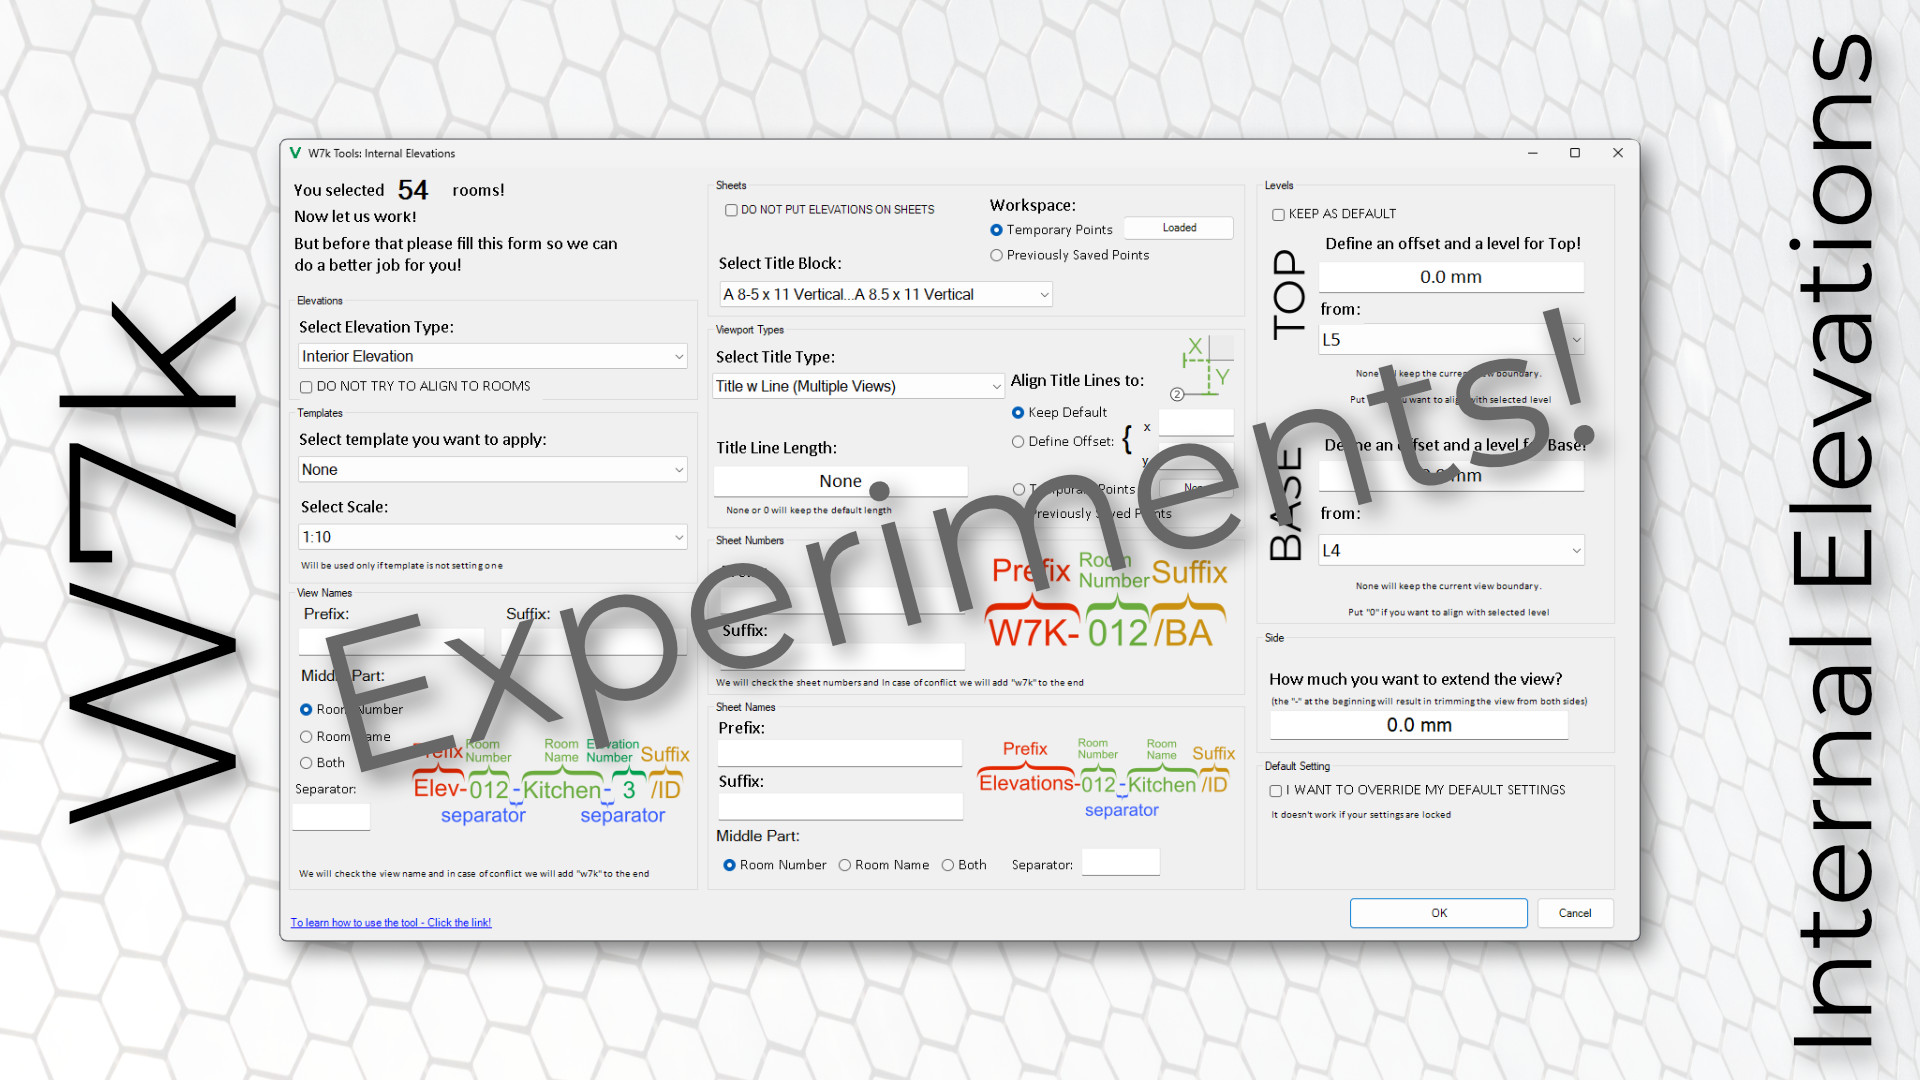 W7k
W7k Tools: Internal Elevations
You selected 54 rooms!
Now let us work!
But before that please fill this form so we can
do a better job for you!
Elevations
Select Elevation Type:
Interior Elevation
DO NOT TRY TO ALIGN TO ROOMS
Templates
Select template you want to apply:
None
Select Scale:
1:10
Will be used only if template is not setting one
View Names
Prefix:
Suffix:
Middle Part:
Room Number
Room Name
Both
Separator:
Prefix Room Number Room Name Elevation Number Suffix
Elev-012-Kitchen-3/ID
separator separator
We will check the view name and in case of conflict we will add "w7k" to the end
To learn how to use the tool - Click the link!
Sheets
DO NOT PUT ELEVATIONS ON SHEETS
Workspace:
Temporary Points
Loaded
Previously Saved Points
Select Title Block:
A 8-5 x 11 Vertical...A 8.5 x 11 Vertical
Viewport Types
Select Title Type:
Title w Line (Multiple Views)
Title Line Length:
None
None or 0 will keep the default length
Align Title Lines to:
X
Y
2
Keep Default
Define Offset: {
x
y
Temporary Points
Previously Saved Points
Sheet Numbers
Suffix:
Prefix Room Number Suffix
W7K-012/BA
We will check the sheet numbers and In case of conflict we will add "w7k" to the end
Sheet Names
Prefix:
Suffix:
Prefix Room Number Room Name Suffix
Elevations-012-Kitchen/ID
separator
Middle Part:
Room Number
Room Name
Both
Separator:
Levels
KEEP AS DEFAULT
TOP
Define an offset and a level for Top!
0.0 mm
from:
L5
None will keep the current view boundary.
Put you want to align with selected level
BASE
Define an offset and a level for Base!
0.0 mm
from:
L4
None will keep the current view boundary.
Put "0" if you want to align with selected level
Side
How much you want to extend the view?
(the "-" at the beginning will result in trimming the view from both sides)
0.0 mm
Default Setting
I WANT TO OVERRIDE MY DEFAULT SETTINGS
It doesn't work if your settings are locked
OK
Cancel
Experiments!
Internal Elevations